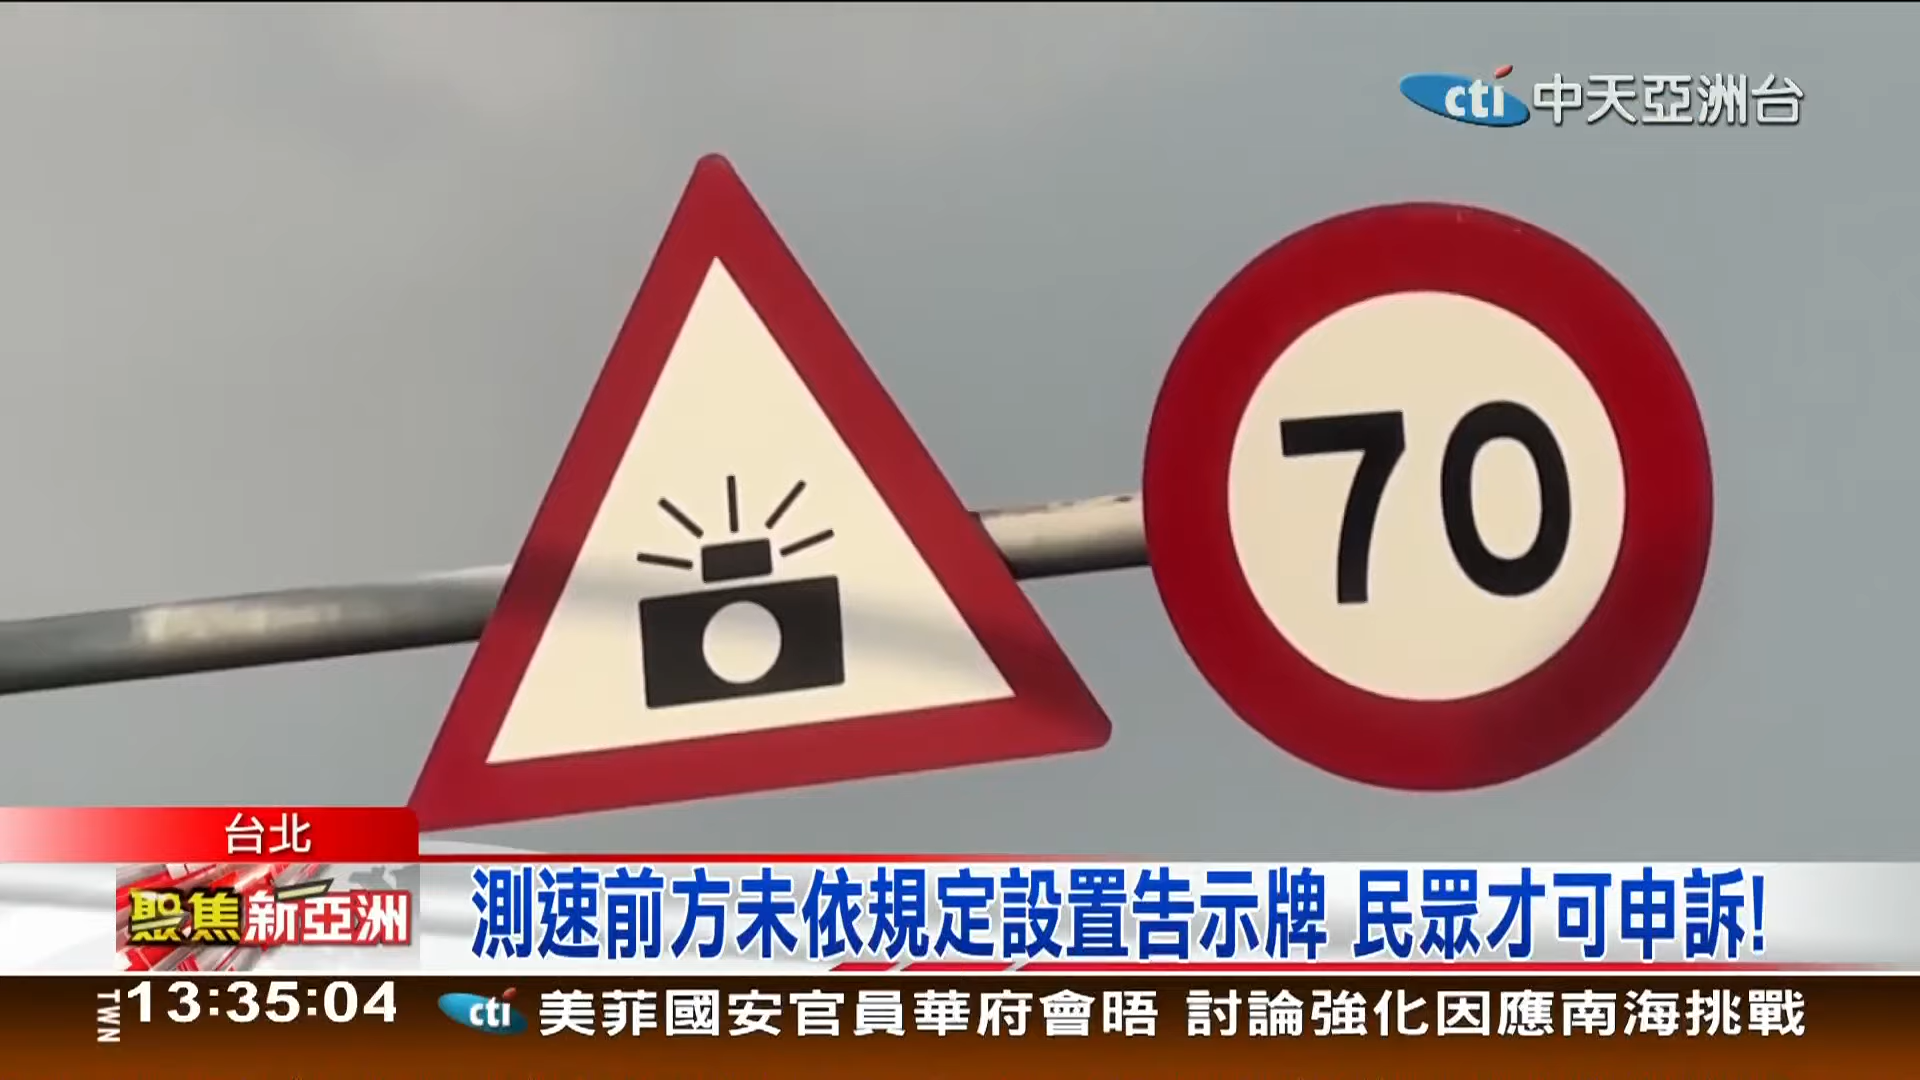 cti 中天亞洲台
70
台北
聚焦新亞洲
測速前方未依規定設置告示牌 民眾才可申訴!
TWN 13:35:04
cti 美菲國安官員華府會晤 討論強化因應南海挑戰